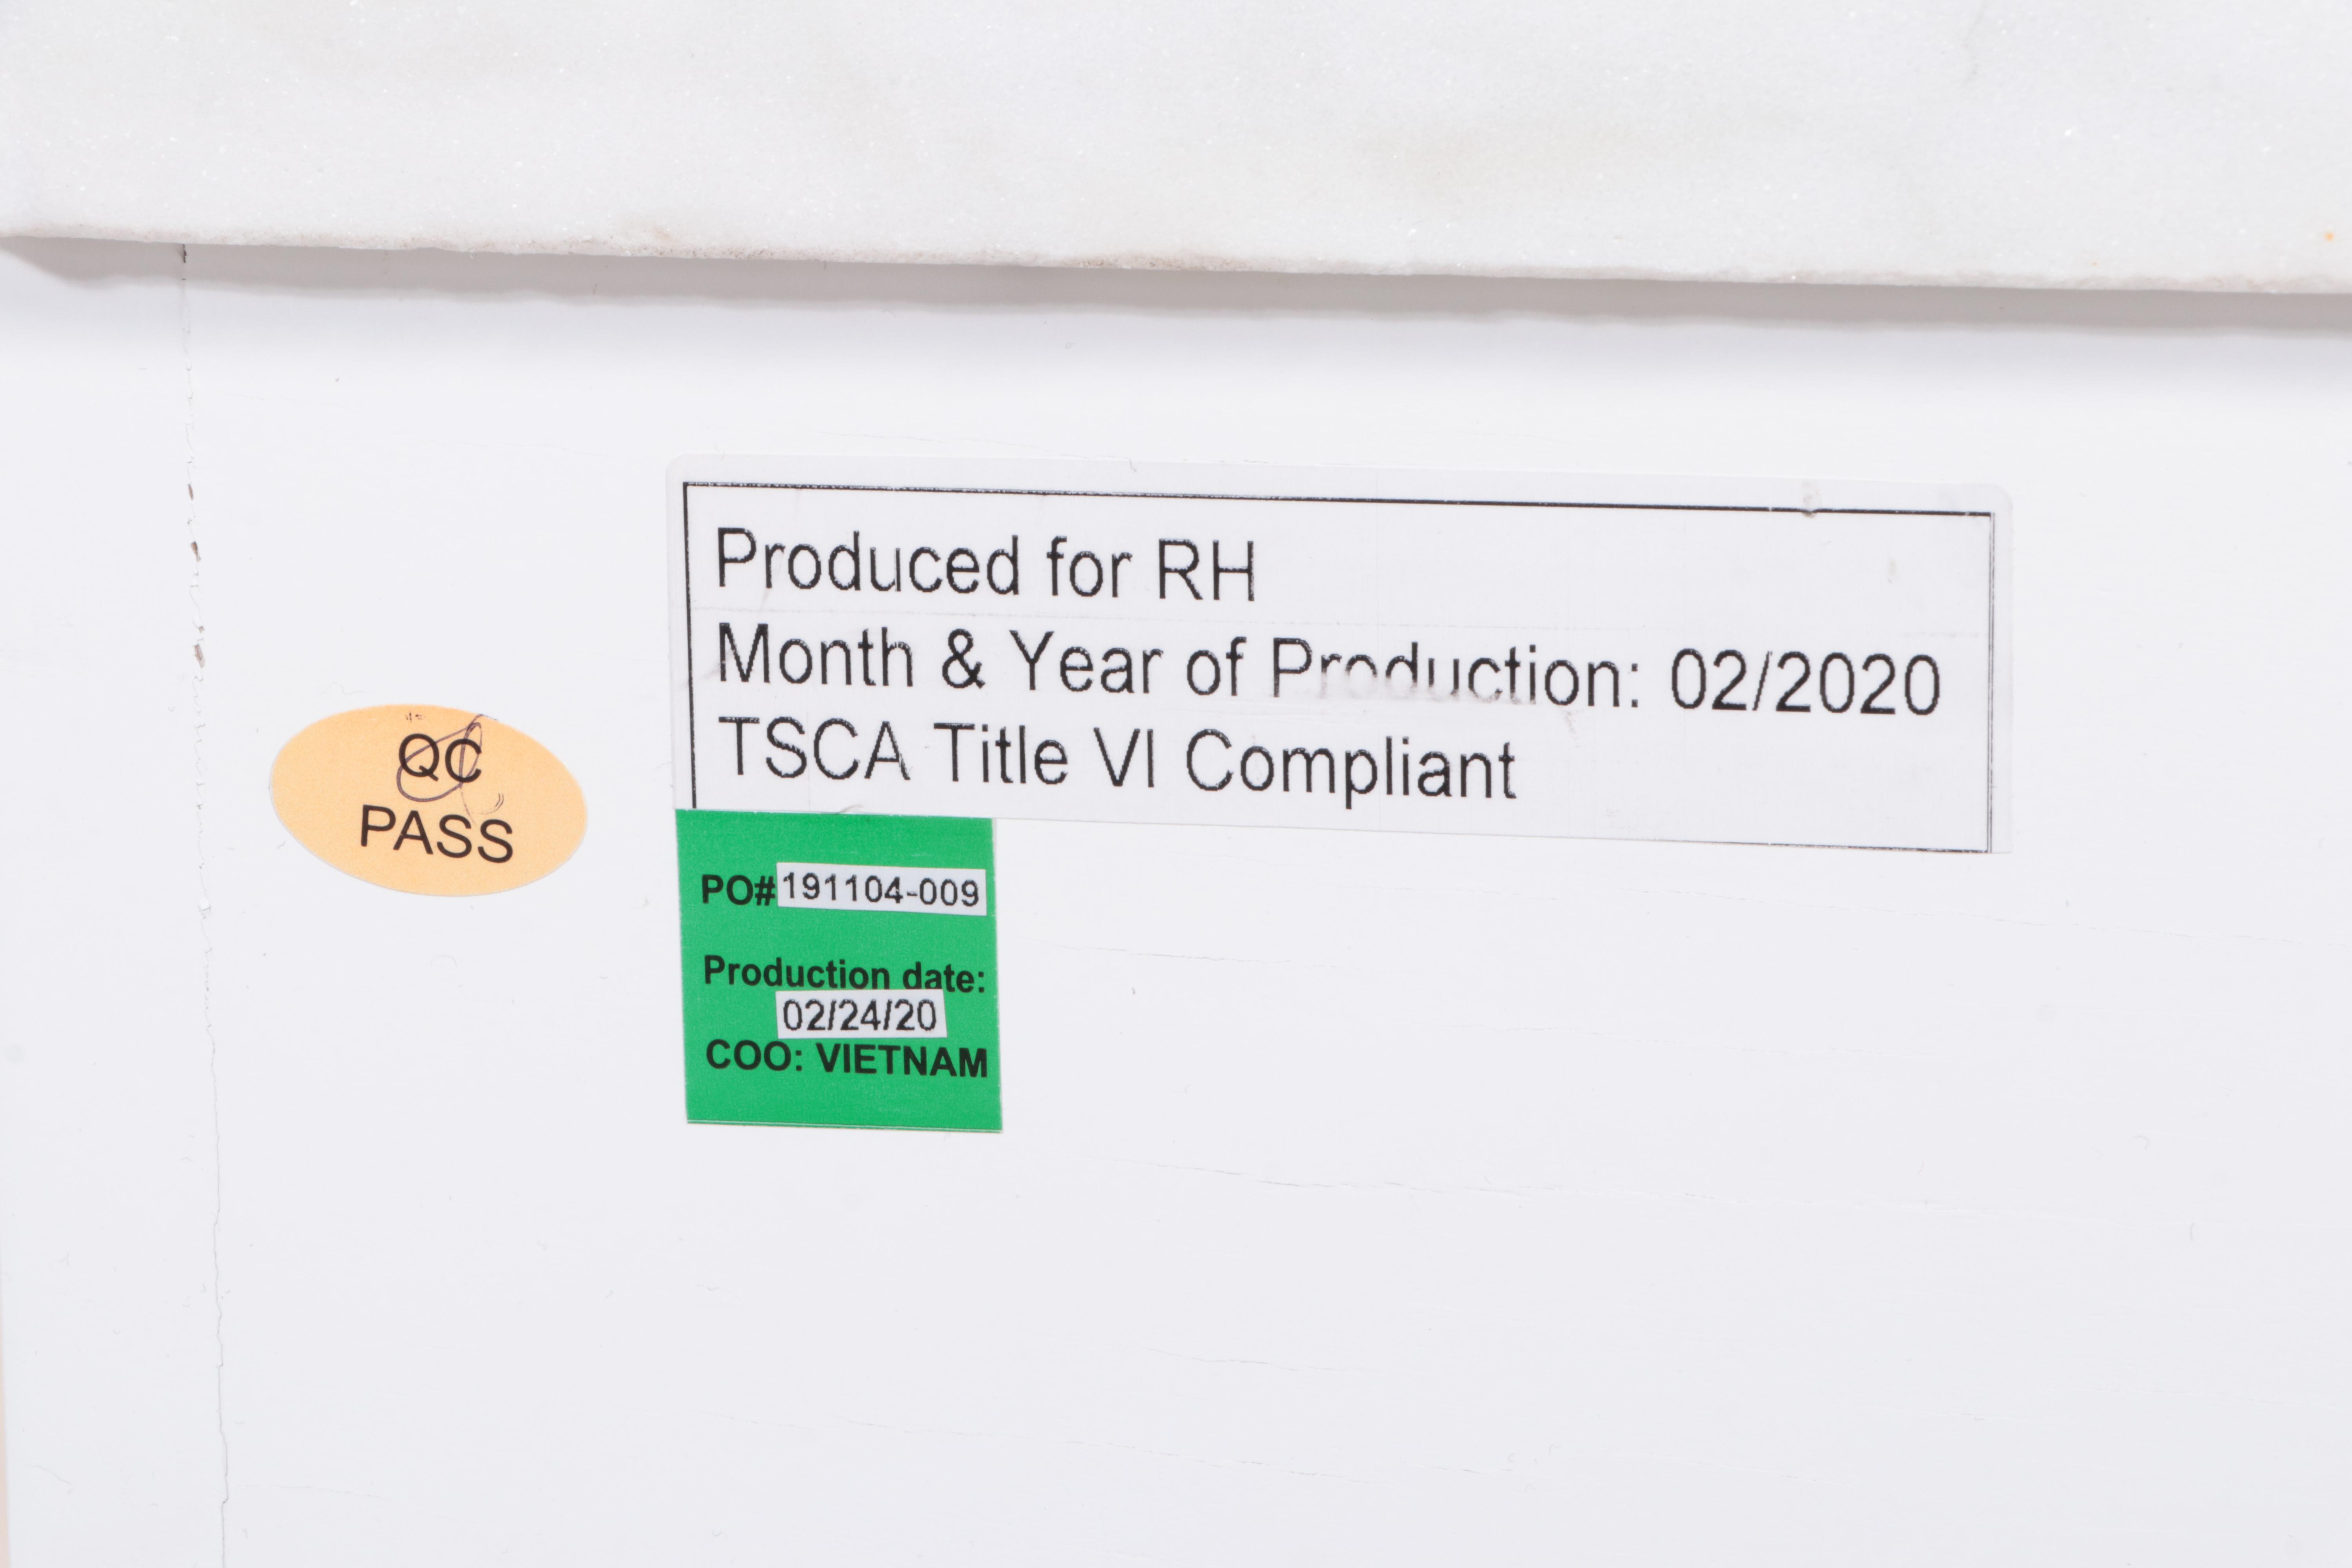 Produced for RH
Month & Year of Production: 02/2020
TSCA Title VI Compliant
QC
PASS
PO# 191104-009
Production date:
02/24/20
COO: VIETNAM